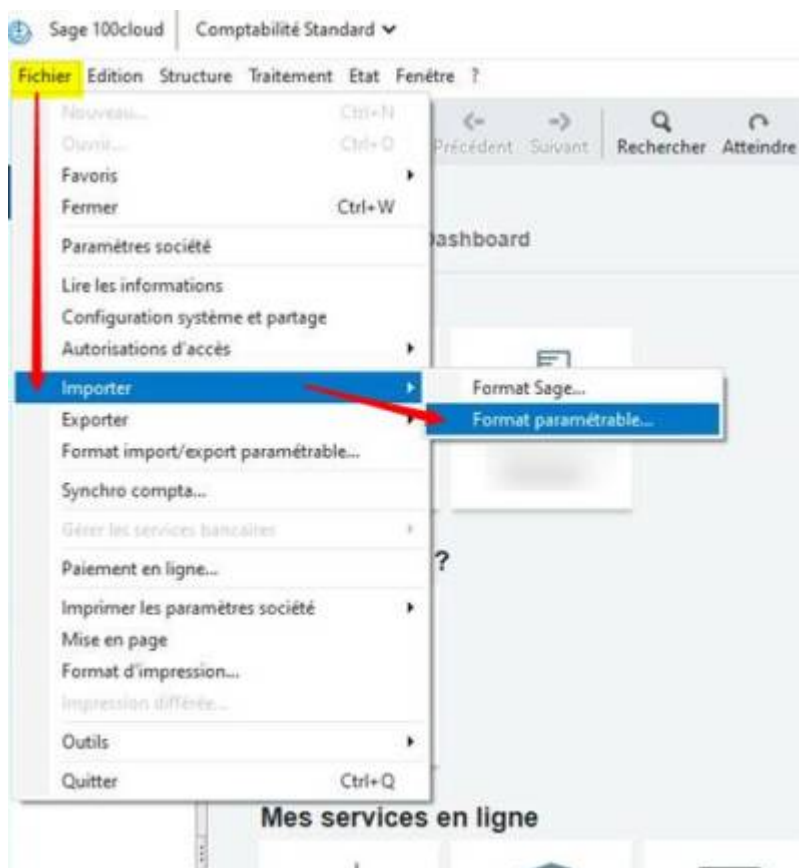 Sage 100cloud Comptabilité Standard
Fichier Edition Structure Traitement Etat Fenêtre ?
Nouveau... Ctrl+N
Ouvrir... Ctrl+O
Précédent Suivant Rechercher Atteindre
Favoris
Fermer Ctrl+W
Paramètres société
Dashboard
Lire les informations
Configuration système et partage
Autorisations d'accès
Importer
Format Sage...
Exporter
Format paramétrable...
Format import/export paramétrable...
Synchro compta...
Gérer les services bancaires
?
Paiement en ligne...
Imprimer les paramètres société
Mise en page
Format d'impression...
Impression différée...
Outils
Quitter Ctrl+Q
Mes services en ligne